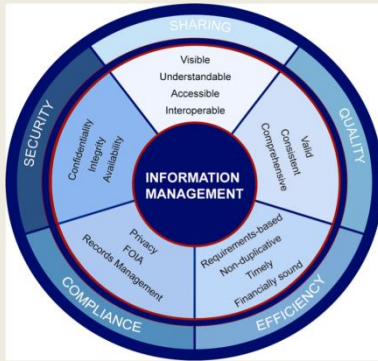 SHARING
Visible
Understandable
Accessible
Interoperable
QUALITY
Valid
Consistent
Comprehensive
EFFICIENCY
Requirements-based
Non-duplicative
Timely
Financially sound
COMPLIANCE
Privacy
FOIA
Records Management
SECURITY
Confidentiality
Integrity
Availability
INFORMATION
MANAGEMENT